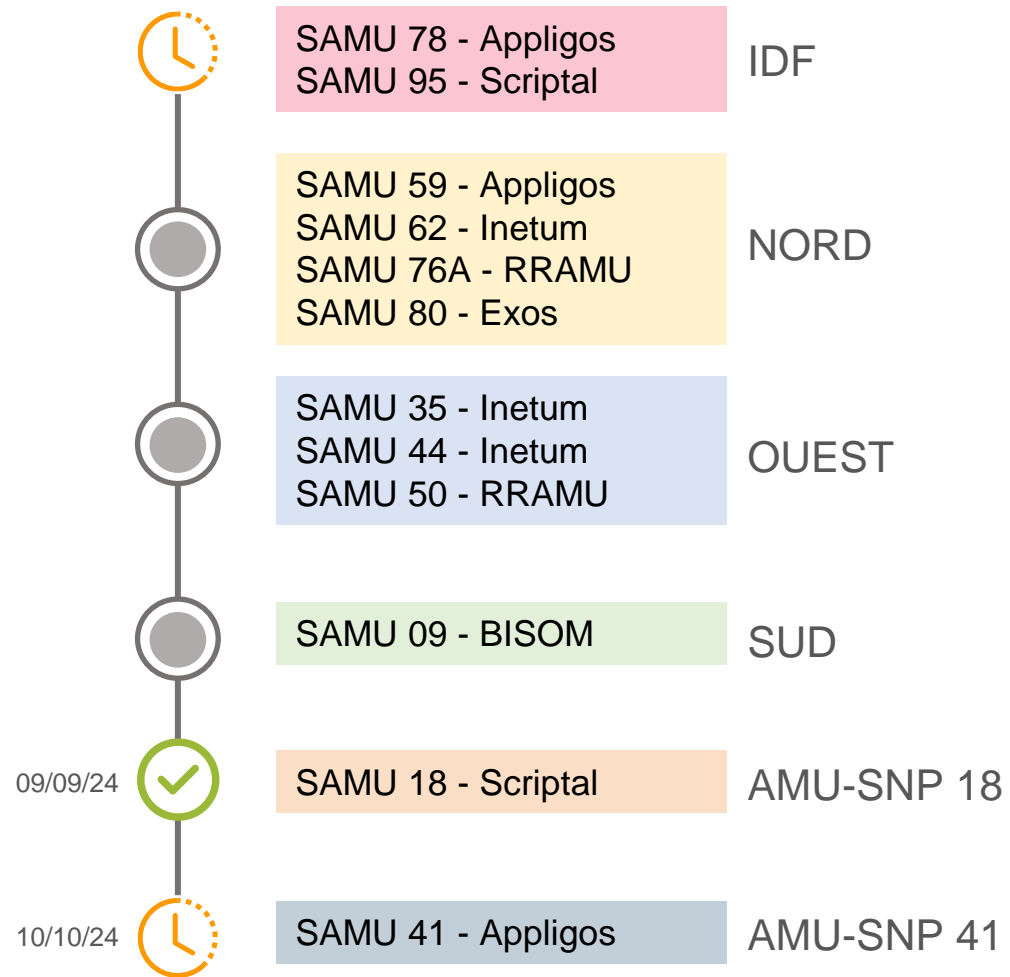 SAMU 78 - Appligos
SAMU 95 - Scriptal
IDF
SAMU 59 - Appligos
SAMU 62 - Inetum
SAMU 76A - RRAMU
SAMU 80 - Exos
NORD
SAMU 35 - Inetum
SAMU 44 - Inetum
SAMU 50 - RRAMU
OUEST
SAMU 09 - BISOM
SUD
09/09/24
SAMU 18 - Scriptal
AMU-SNP 18
10/10/24
SAMU 41 - Appligos
AMU-SNP 41